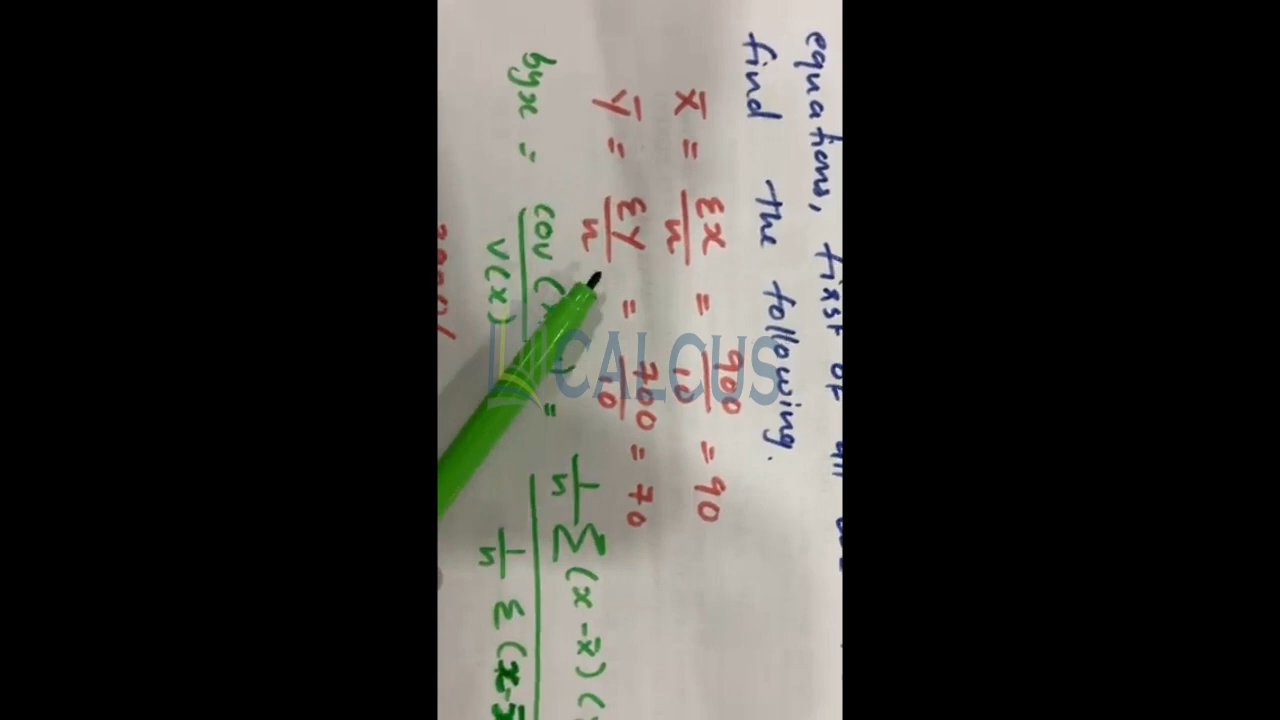 equations, first of all
find the following.
x̄ = Σx/n = 900/10 = 90
ȳ = Σy/n = 700/10 = 70
byx = cov( ) / v(x) = 1/n Σ(x-x̄)( / 1/n Σ(x-x̄
CALCUS